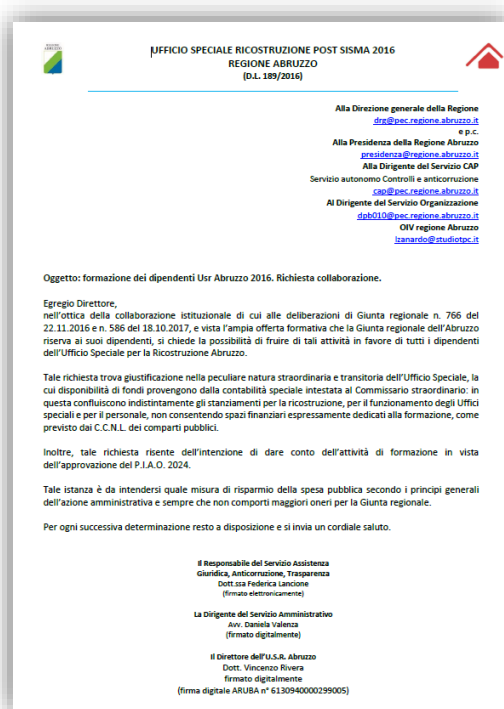 UFFICIO SPECIALE RICOSTRUZIONE POST SISMA 2016
REGIONE ABRUZZO
(D.L. 189/2016)
Alla Direzione generale della Regione
drg@pec.regione.abruzzo.it
e p.c.
Alla Presidenza della Regione Abruzzo
presidenza@regione.abruzzo.it
Alla Dirigente del Servizio CAP
Servizio autonomo Controlli e anticorruzione
cap@pec.regione.abruzzo.it
Al Dirigente del Servizio Organizzazione
dpb010@pec.regione.abruzzo.it
OIV regione Abruzzo
lzanardo@studiotpc.it
Oggetto: formazione dei dipendenti Usr Abruzzo 2016. Richiesta collaborazione.
Egregio Direttore,
nell'ottica della collaborazione istituzionale di cui alle deliberazioni di Giunta regionale n. 766 del
22.11.2016 e n. 586 del 18.10.2017, e vista l'ampia offerta formativa che la Giunta regionale dell'Abruzzo
riserva ai suoi dipendenti, si chiede la possibilità di fruire di tali attività in favore di tutti i dipendenti
dell'Ufficio Speciale per la Ricostruzione Abruzzo.
Tale richiesta trova giustificazione nella peculiare natura straordinaria e transitoria dell'Ufficio Speciale, la
cui disponibilità di fondi provengono dalla contabilità speciale intestata al Commissario straordinario: in
questa confluiscono indistintamente gli stanziamenti per la ricostruzione, per il funzionamento degli Uffici
speciali e per il personale, non consentendo spazi finanziari espressamente dedicati alla formazione, come
previsto dai C.C.N.L. dei comparti pubblici.
Inoltre, tale richiesta risente dell'intenzione di dare conto dell'attività di formazione in vista
dell'approvazione del P.I.A.O. 2024.
Tale istanza è da intendersi quale misura di risparmio della spesa pubblica secondo i principi generali
dell'azione amministrativa e sempre che non comporti maggiori oneri per la Giunta regionale.
Per ogni successiva determinazione resto a disposizione e si invia un cordiale saluto.
Il Responsabile del Servizio Assistenza
Giuridica, Anticorruzione, Trasparenza
Dott.ssa Federica Lancione
(firmato elettronicamente)
La Dirigente del Servizio Amministrativo
Avv. Daniela Valenza
(firmato digitalmente)
Il Direttore dell'U.S.R. Abruzzo
Dott. Vincenzo Rivera
firmato digitalmente
(firma digitale ARUBA n° 6130940000299005)